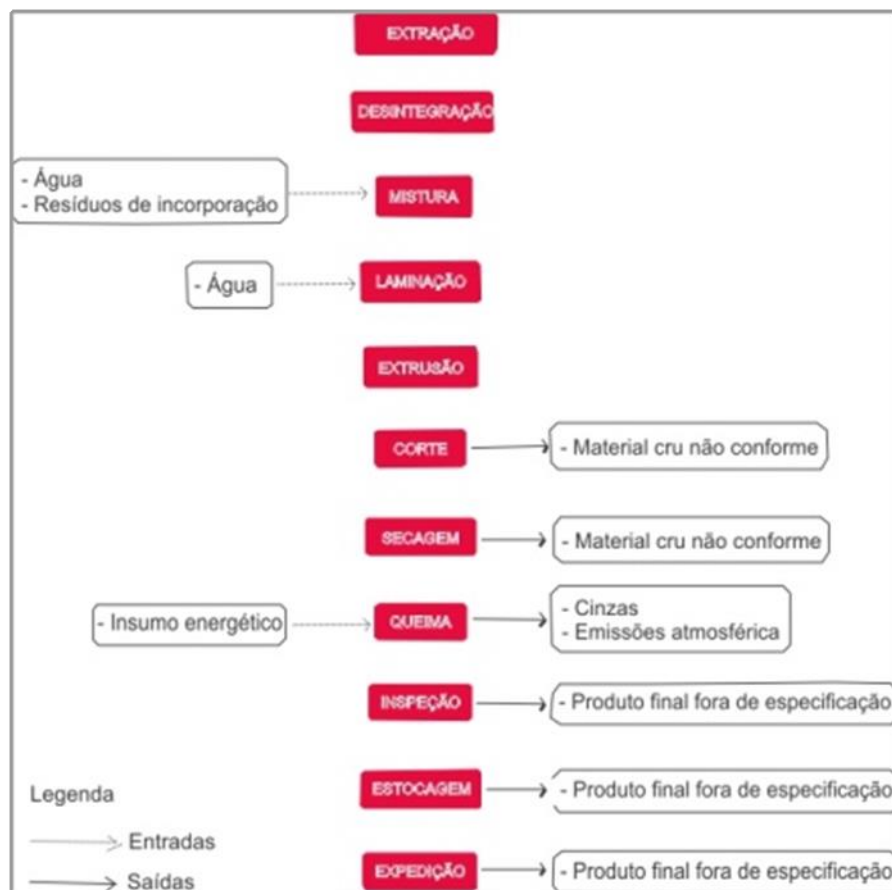 EXTRAÇÃO
DESINTEGRAÇÃO
- Água
- Resíduos de incorporação
MISTURA
- Água
LAMINAÇÃO
EXTRUSÃO
CORTE
- Material cru não conforme
SECAGEM
- Material cru não conforme
- Insumo energético
QUEIMA
- Cinzas
- Emissões atmosférica
INSPEÇÃO
- Produto final fora de especificação
Legenda
ESTOCAGEM
- Produto final fora de especificação
Entradas
Saídas
EXPEDIÇÃO
- Produto final fora de especificação